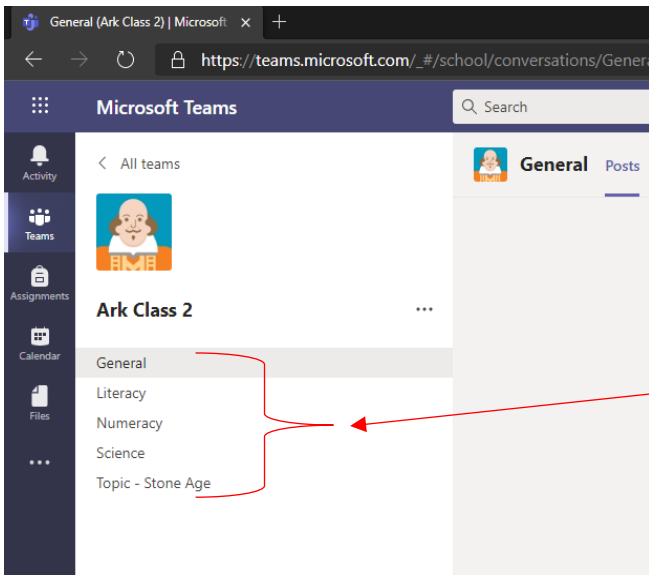 General (Ark Class 2) | Microsoft
https://teams.microsoft.com/_#/school/conversations/Genera
Microsoft Teams
Search
Activity
Teams
Assignments
Calendar
Files
All teams
Ark Class 2
General
Literacy
Numeracy
Science
Topic - Stone Age
General Posts